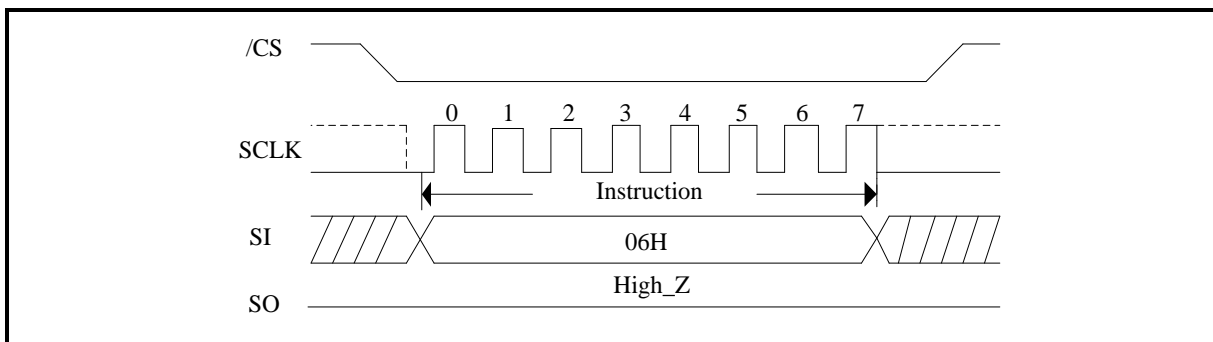 /CS
0 1 2 3 4 5 6 7
SCLK
Instruction
SI
06H
High_Z
SO